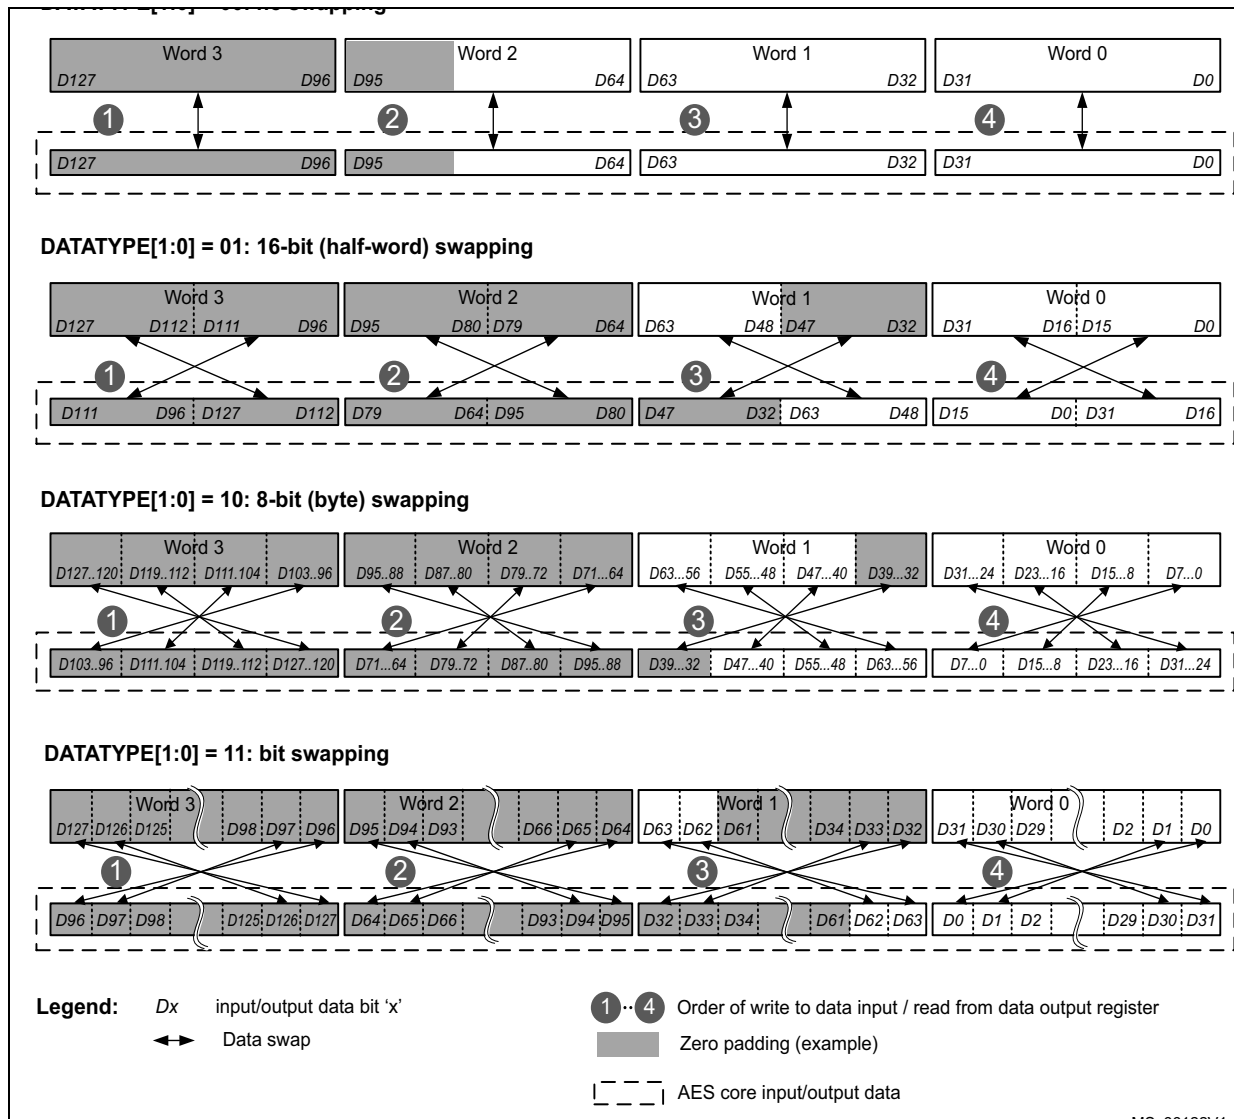 Word 3 Word 2 Word 1 Word 0
D127 D96 D95 D64 D63 D32 D31 D0
1 2 3 4
D127 D96 D95 D64 D63 D32 D31 D0
DATATYPE[1:0] = 01: 16-bit (half-word) swapping
Word 3 Word 2 Word 1 Word 0
D127 D112 D111 D96 D95 D80 D79 D64 D63 D48 D47 D32 D31 D16 D15 D0
1 2 3 4
D111 D96 D127 D112 D79 D64 D95 D80 D47 D32 D63 D48 D15 D0 D31 D16
DATATYPE[1:0] = 10: 8-bit (byte) swapping
Word 3 Word 2 Word 1 Word 0
D127...120 D119...112 D111.104 D103...96 D95...88 D87...80 D79...72 D71...64 D63...56 D55...48 D47...40 D39...32 D31...24 D23...16 D15...8 D7...0
1 2 3 4
D103...96 D111.104 D119...112 D127...120 D71...64 D79...72 D87...80 D95...88 D39...32 D47...40 D55...48 D63...56 D7...0 D15...8 D23...16 D31...24
DATATYPE[1:0] = 11: bit swapping
Word 3 Word 2 Word 1 Word 0
D127 D126 D125 D98 D97 D96 D95 D94 D93 D66 D65 D64 D63 D62 D61 D34 D33 D32 D31 D30 D29 D2 D1 D0
1 2 3 4
D96 D97 D98 D125 D126 D127 D64 D65 D66 D93 D94 D95 D32 D33 D34 D61 D62 D63 D0 D1 D2 D29 D30 D31
Legend: Dx input/output data bit ‘x’ 1··4 Order of write to data input / read from data output register
Data swap Zero padding (example)
AES core input/output data